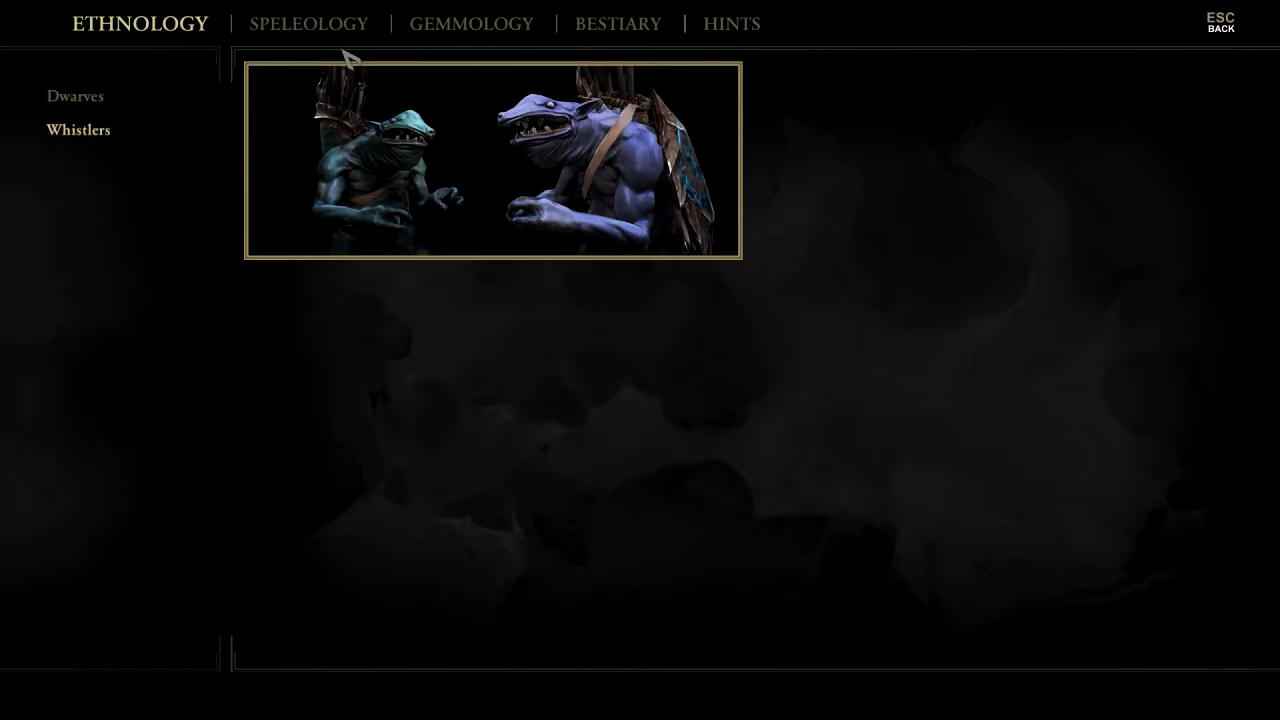 ETHNOLOGY | SPELEOLOGY | GEMMOLOGY | BESTIARY | HINTS
ESC
BACK
Dwarves
Whistlers